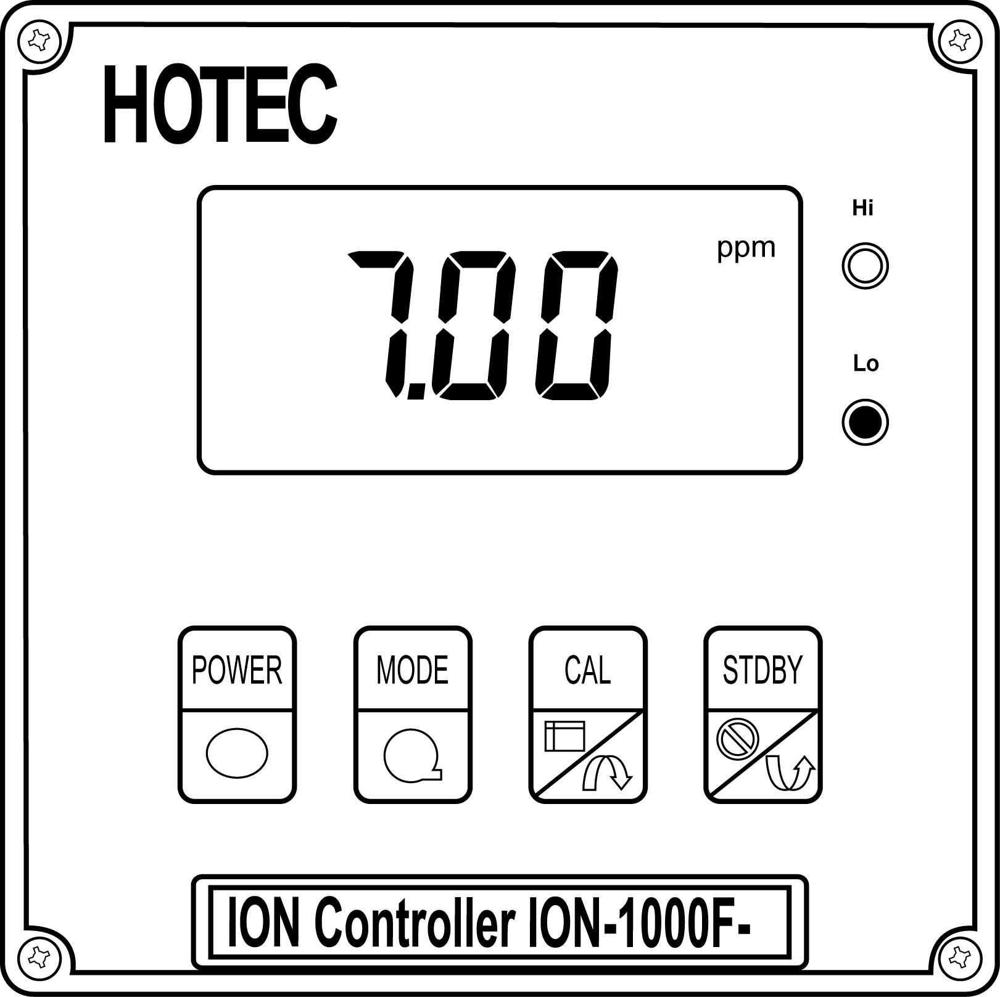 HOTEC
Hi
ppm
7.00
Lo
POWER
MODE
CAL
STDBY
ION Controller ION-1000F-